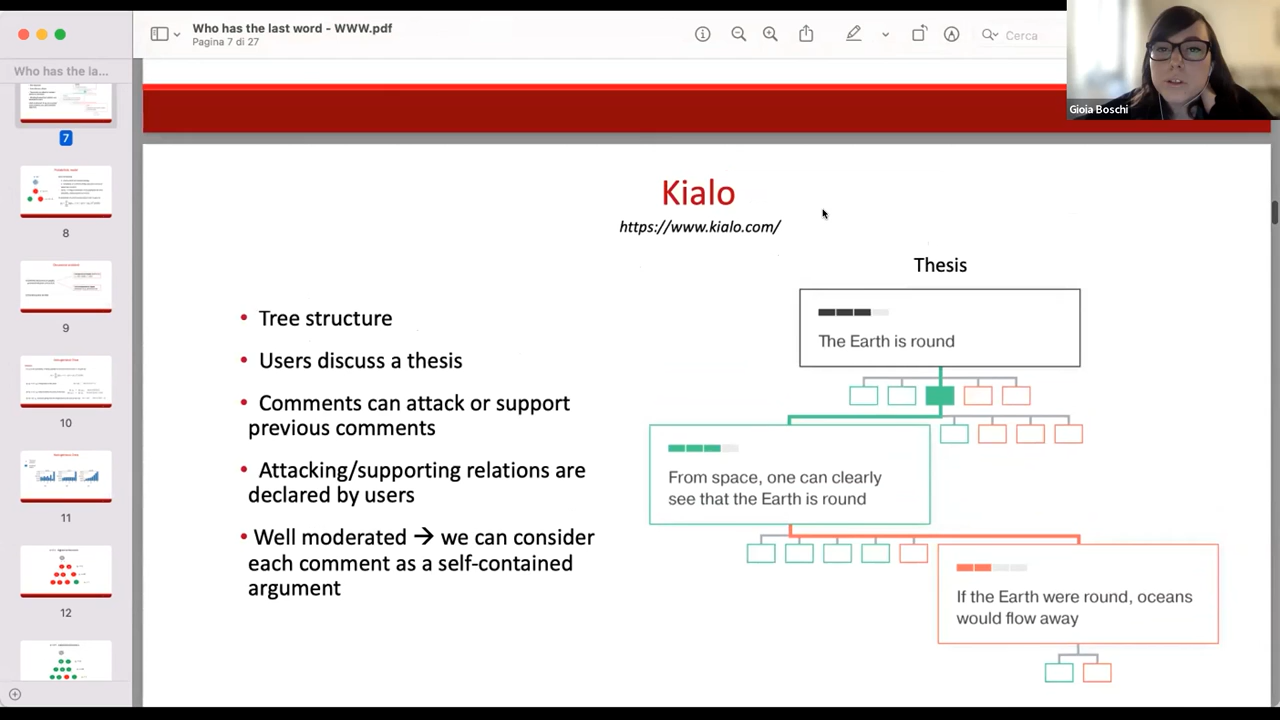 Who has the last word - WWW.pdf
Pagina 7 di 27
Cerca
Who has the la...
Gioia Boschi
7
8
9
10
11
12
Kialo
https://www.kialo.com/
Thesis
• Tree structure
• Users discuss a thesis
• Comments can attack or support
previous comments
• Attacking/supporting relations are
declared by users
• Well moderated → we can consider
each comment as a self-contained
argument
The Earth is round
From space, one can clearly
see that the Earth is round
If the Earth were round, oceans
would flow away